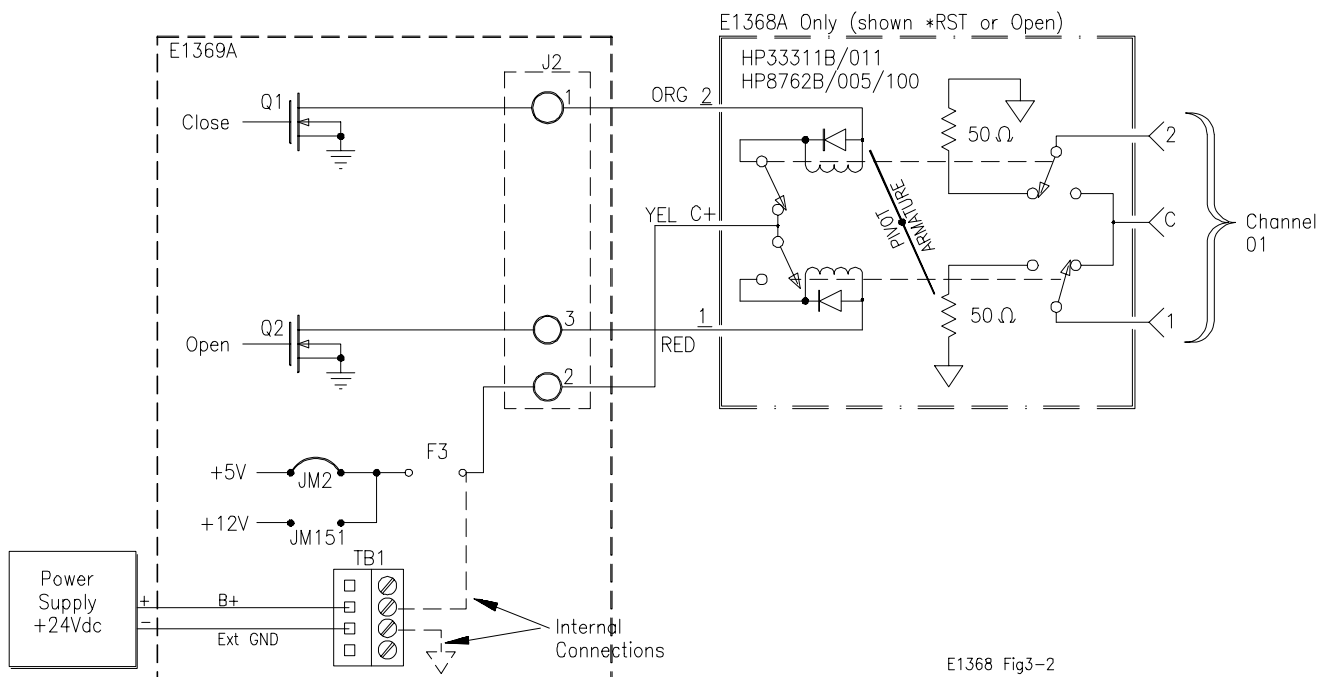 E1368A Only (shown *RST or Open)
E1369A
HP33311B/011
HP8762B/005/100
J2
Q1
1
ORG 2
Close
50 Ω
2
PIVOT
ARMATURE
YEL C+
C
Channel
01
Q2
3
1
RED
50 Ω
1
Open
2
F3
+5V
JM2
+12V
JM151
TB1
Power
Supply
+24Vdc
+
B+
-
Ext GND
Internal
Connections
E1368 Fig3-2